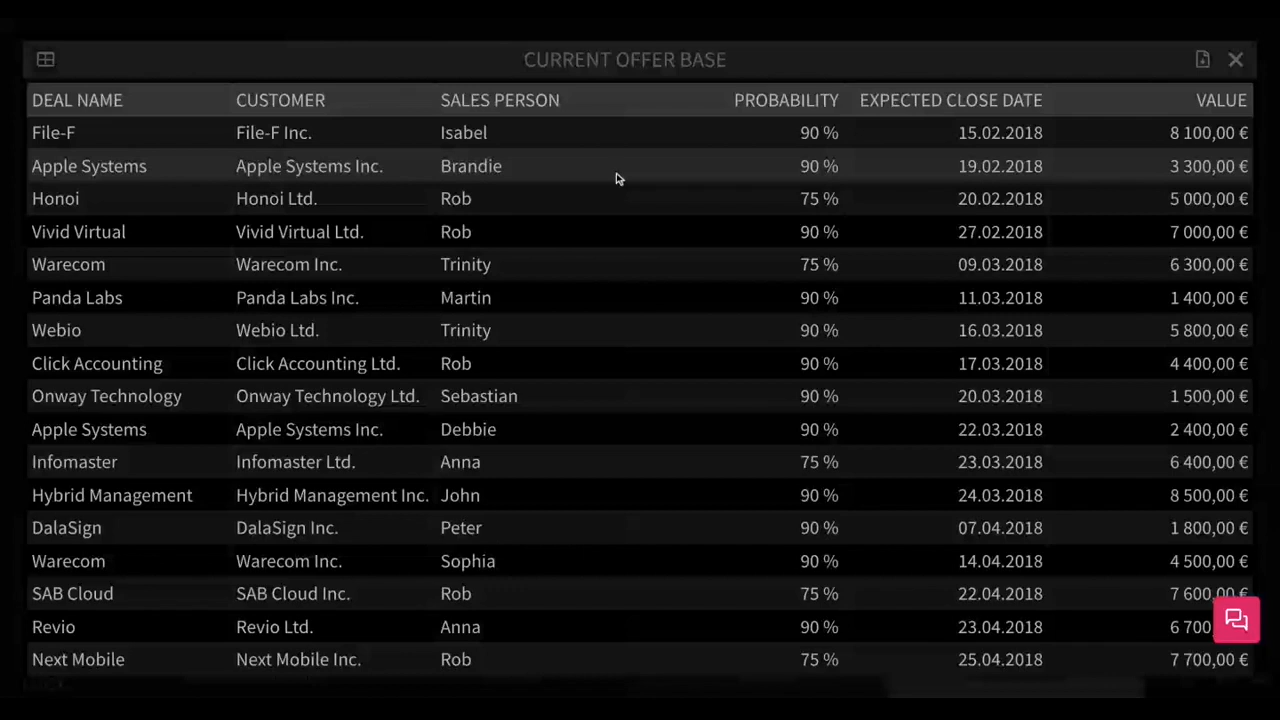 CURRENT OFFER BASE
DEAL NAME CUSTOMER SALES PERSON PROBABILITY EXPECTED CLOSE DATE VALUE
File-F File-F Inc. Isabel 90 % 15.02.2018 8 100,00 €
Apple Systems Apple Systems Inc. Brandie 90 % 19.02.2018 3 300,00 €
Honoi Honoi Ltd. Rob 75 % 20.02.2018 5 000,00 €
Vivid Virtual Vivid Virtual Ltd. Rob 90 % 27.02.2018 7 000,00 €
Warecom Warecom Inc. Trinity 75 % 09.03.2018 6 300,00 €
Panda Labs Panda Labs Inc. Martin 90 % 11.03.2018 1 400,00 €
Webio Webio Ltd. Trinity 90 % 16.03.2018 5 800,00 €
Click Accounting Click Accounting Ltd. Rob 90 % 17.03.2018 4 400,00 €
Onway Technology Onway Technology Ltd. Sebastian 90 % 20.03.2018 1 500,00 €
Apple Systems Apple Systems Inc. Debbie 90 % 22.03.2018 2 400,00 €
Infomaster Infomaster Ltd. Anna 75 % 23.03.2018 6 400,00 €
Hybrid Management Hybrid Management Inc. John 90 % 24.03.2018 8 500,00 €
DalaSign DalaSign Inc. Peter 90 % 07.04.2018 1 800,00 €
Warecom Warecom Inc. Sophia 90 % 14.04.2018 4 500,00 €
SAB Cloud SAB Cloud Inc. Rob 75 % 22.04.2018 7 600,00 €
Revio Revio Ltd. Anna 90 % 23.04.2018 6 700
Next Mobile Next Mobile Inc. Rob 75 % 25.04.2018 7 700,00 €